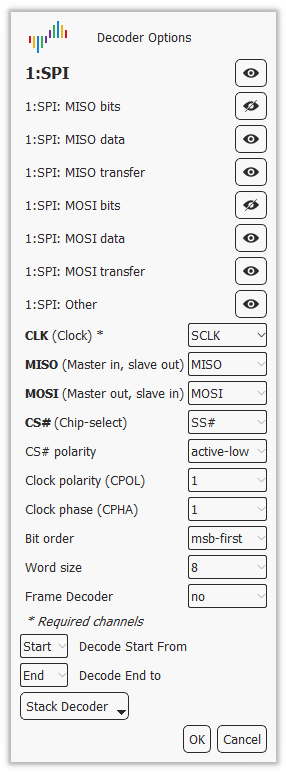 Decoder Options
1:SPI
1:SPI: MISO bits
1:SPI: MISO data
1:SPI: MISO transfer
1:SPI: MOSI bits
1:SPI: MOSI data
1:SPI: MOSI transfer
1:SPI: Other
CLK (Clock) * SCLK
MISO (Master in, slave out) MISO
MOSI (Master out, slave in) MOSI
CS# (Chip-select) SS#
CS# polarity active-low
Clock polarity (CPOL) 1
Clock phase (CPHA) 1
Bit order msb-first
Word size 8
Frame Decoder no
* Required channels
Start Decode Start From
End Decode End to
Stack Decoder
OK Cancel